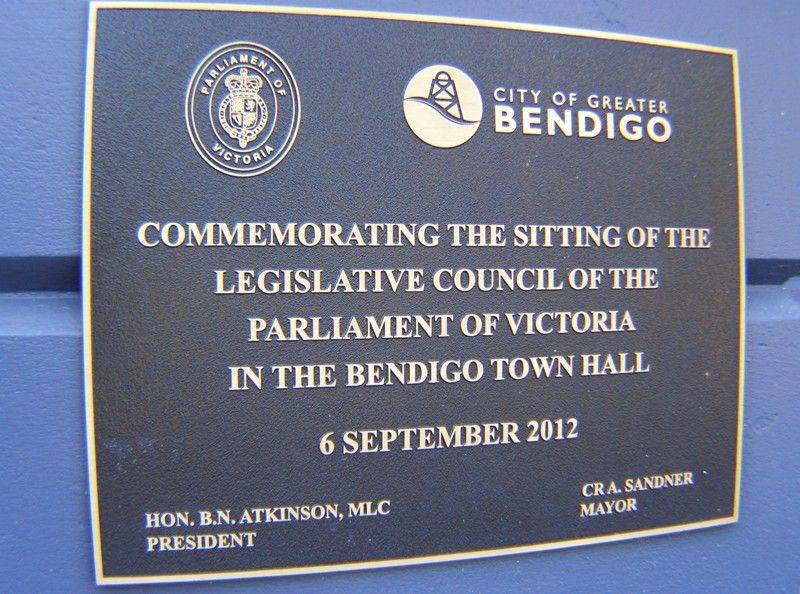 PARLIAMENT OF
VICTORIA
CITY OF GREATER
BENDIGO
COMMEMORATING THE SITTING OF THE
LEGISLATIVE COUNCIL OF THE
PARLIAMENT OF VICTORIA
IN THE BENDIGO TOWN HALL
6 SEPTEMBER 2012
HON. B.N. ATKINSON, MLC
PRESIDENT
CR A. SANDNER
MAYOR